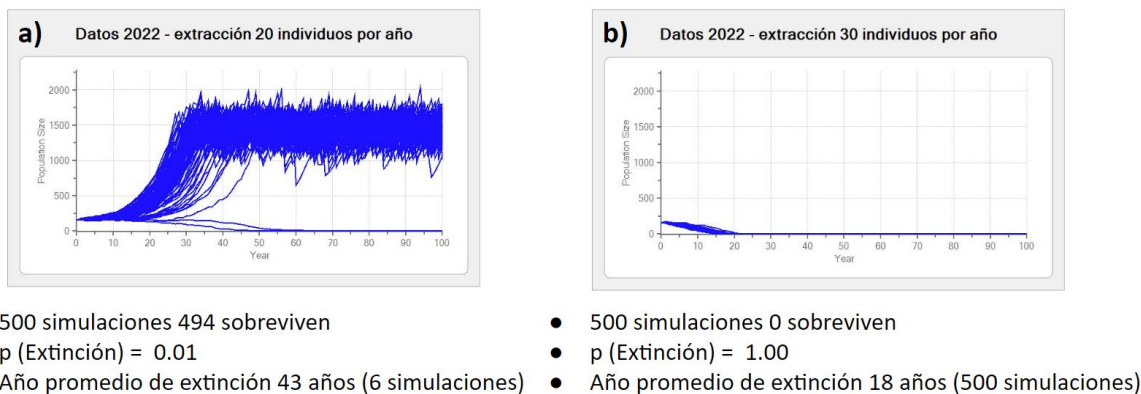 a) Datos 2022 - extracción 20 individuos por año
Population Size
2000
1500
1000
500
0
0 10 20 30 40 50 60 70 80 90 100
Year
500 simulaciones 494 sobreviven
p (Extinción) = 0.01
Año promedio de extinción 43 años (6 simulaciones)
b) Datos 2022 - extracción 30 individuos por año
Population Size
2000
1500
1000
500
0
0 10 20 30 40 50 60 70 80 90 100
Year
● 500 simulaciones 0 sobreviven
● p (Extinción) = 1.00
● Año promedio de extinción 18 años (500 simulaciones)